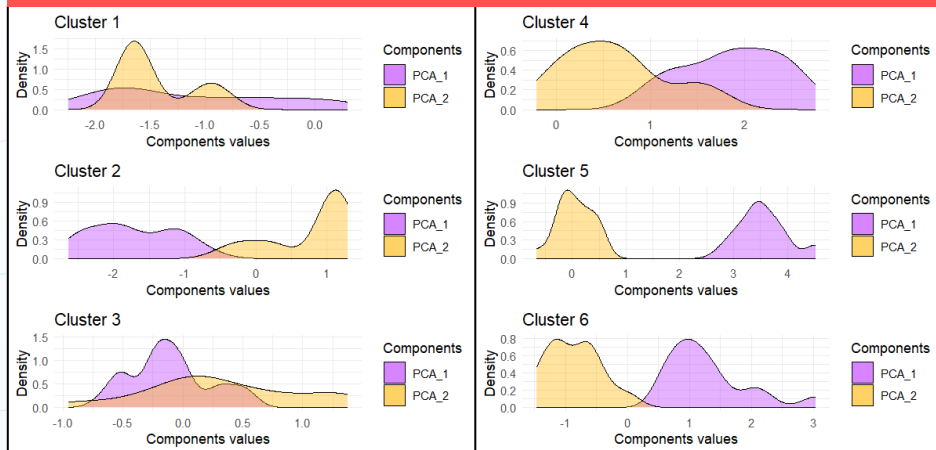 Cluster 1
Density
1.5
1.0
0.5
0.0
-2.0 -1.5 -1.0 -0.5 0.0
Components values
Components
PCA_1
PCA_2
Cluster 2
Density
0.9
0.6
0.3
0.0
-2 -1 0 1
Components values
Components
PCA_1
PCA_2
Cluster 3
Density
1.5
1.0
0.5
0.0
-1.0 -0.5 0.0 0.5 1.0
Components values
Components
PCA_1
PCA_2
Cluster 4
Density
0.6
0.4
0.2
0.0
0 1 2
Components values
Components
PCA_1
PCA_2
Cluster 5
Density
0.9
0.6
0.3
0.0
0 1 2 3 4
Components values
Components
PCA_1
PCA_2
Cluster 6
Density
0.8
0.6
0.4
0.2
0.0
-1 0 1 2 3
Components values
Components
PCA_1
PCA_2